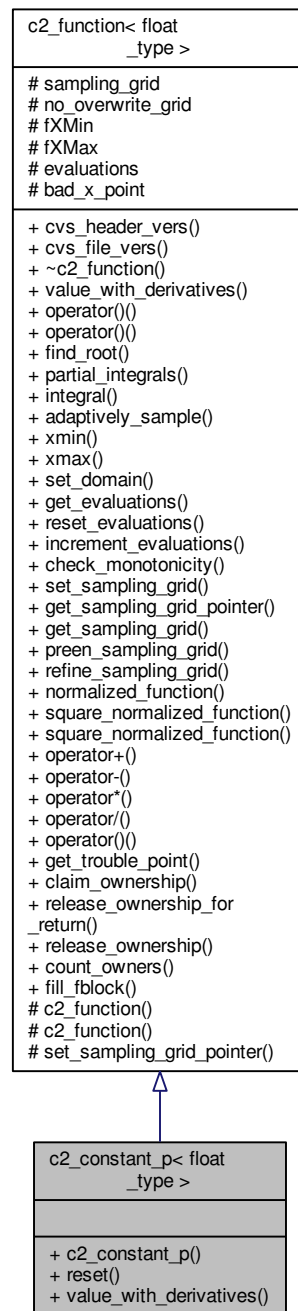 c2_function< float
_type >
# sampling_grid
# no_overwrite_grid
# fXMin
# fXMax
# evaluations
# bad_x_point
+ cvs_header_vers()
+ cvs_file_vers()
+ ~c2_function()
+ value_with_derivatives()
+ operator()()
+ operator()()
+ find_root()
+ partial_integrals()
+ integral()
+ adaptively_sample()
+ xmin()
+ xmax()
+ set_domain()
+ get_evaluations()
+ reset_evaluations()
+ increment_evaluations()
+ check_monotonicity()
+ set_sampling_grid()
+ get_sampling_grid_pointer()
+ get_sampling_grid()
+ preen_sampling_grid()
+ refine_sampling_grid()
+ normalized_function()
+ square_normalized_function()
+ square_normalized_function()
+ operator+()
+ operator-()
+ operator*()
+ operator/()
+ operator()()
+ get_trouble_point()
+ claim_ownership()
+ release_ownership_for
_return()
+ release_ownership()
+ count_owners()
+ fill_fblock()
# c2_function()
# c2_function()
# set_sampling_grid_pointer()
c2_constant_p< float
_type >
+ c2_constant_p()
+ reset()
+ value_with_derivatives()